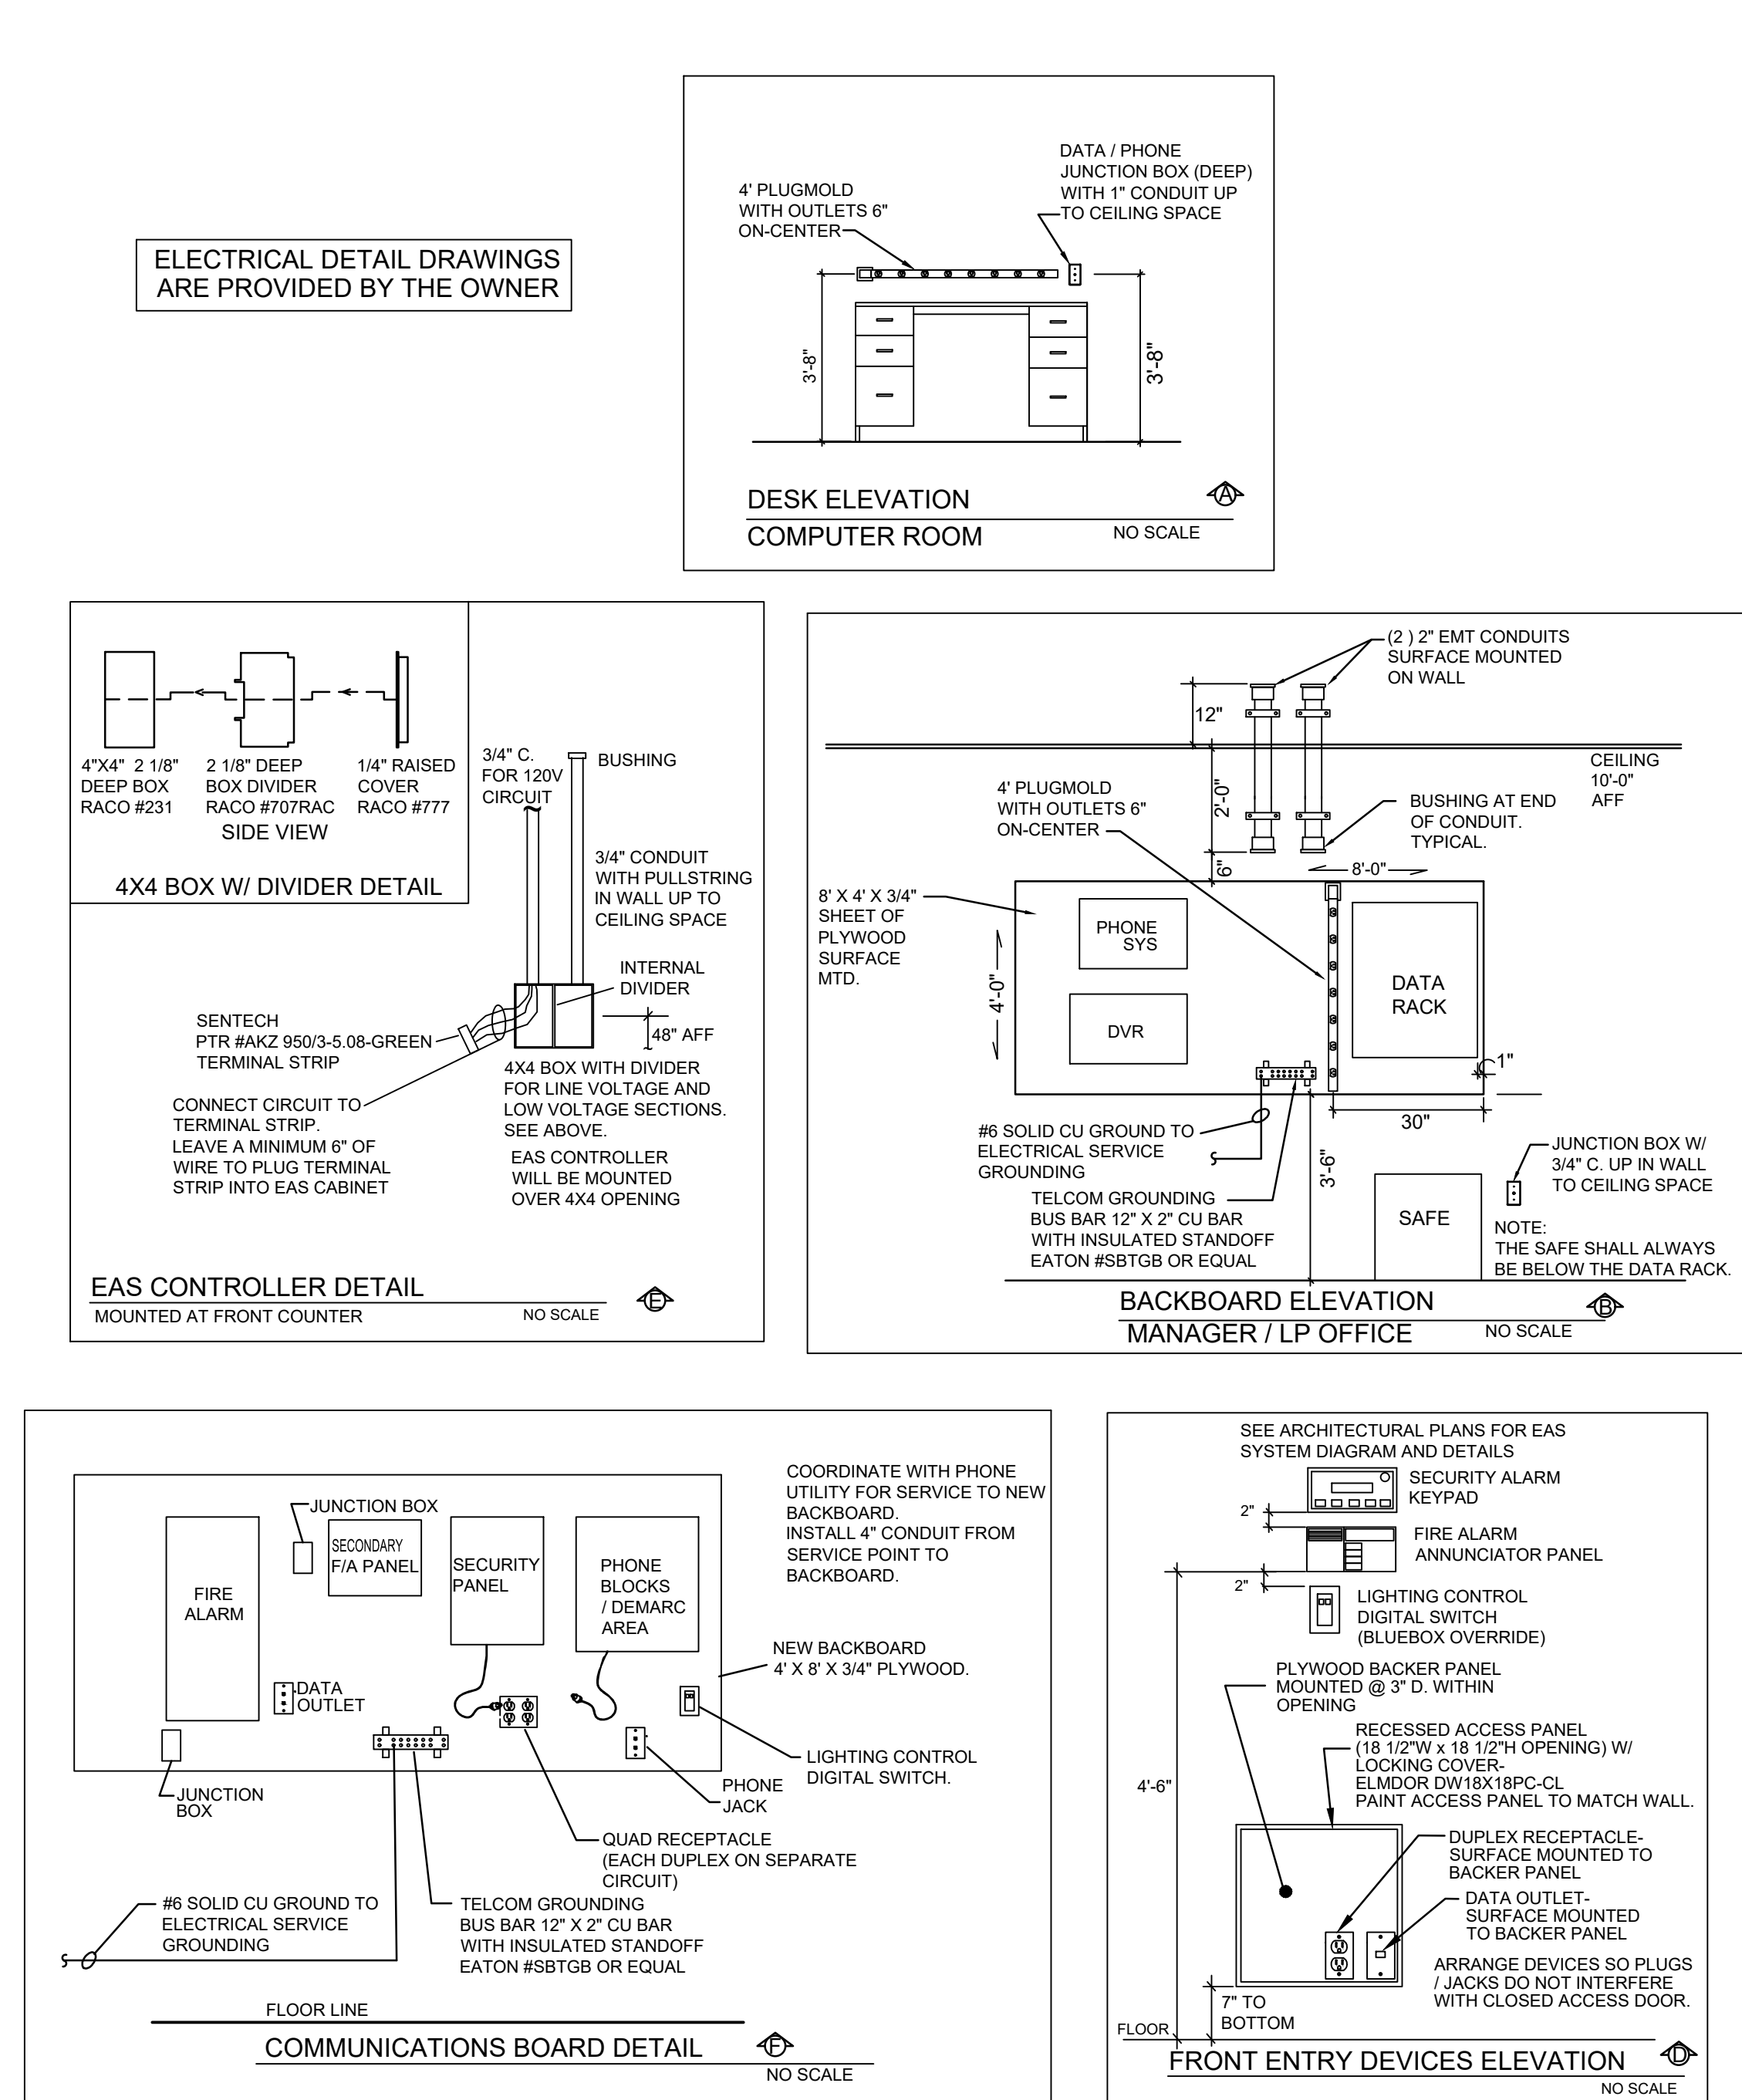 ELECTRICAL DETAIL DRAWINGS
ARE PROVIDED BY THE OWNER
4' PLUGMOLD
WITH OUTLETS 6"
ON-CENTER
DATA / PHONE
JUNCTION BOX (DEEP)
WITH 1" CONDUIT UP
TO CEILING SPACE
3'-8"
3'-8"
DESK ELEVATION
A
COMPUTER ROOM
NO SCALE
4"X4" 2 1/8"
DEEP BOX
RACO #231
2 1/8" DEEP
BOX DIVIDER
RACO #707RAC
1/4" RAISED
COVER
RACO #777
SIDE VIEW
4X4 BOX W/ DIVIDER DETAIL
3/4" C.
FOR 120V
CIRCUIT
BUSHING
3/4" CONDUIT
WITH PULLSTRING
IN WALL UP TO
CEILING SPACE
INTERNAL
DIVIDER
SENTECH
PTR #AKZ 950/3-5.08-GREEN
TERMINAL STRIP
48" AFF
CONNECT CIRCUIT TO
TERMINAL STRIP.
LEAVE A MINIMUM 6" OF
WIRE TO PLUG TERMINAL
STRIP INTO EAS CABINET
4X4 BOX WITH DIVIDER
FOR LINE VOLTAGE AND
LOW VOLTAGE SECTIONS.
SEE ABOVE.
EAS CONTROLLER
WILL BE MOUNTED
OVER 4X4 OPENING
EAS CONTROLLER DETAIL
E
MOUNTED AT FRONT COUNTER
NO SCALE
(2 ) 2" EMT CONDUITS
SURFACE MOUNTED
ON WALL
12"
CEILING
10'-0"
AFF
4' PLUGMOLD
WITH OUTLETS 6"
ON-CENTER
2'-0"
BUSHING AT END
OF CONDUIT.
TYPICAL.
6"
8'-0"
8' X 4' X 3/4"
SHEET OF
PLYWOOD
SURFACE
MTD.
4'-0"
PHONE
SYS
DVR
DATA
RACK
1"
30"
#6 SOLID CU GROUND TO
ELECTRICAL SERVICE
GROUNDING
3'-6"
TELCOM GROUNDING
BUS BAR 12" X 2" CU BAR
WITH INSULATED STANDOFF
EATON #SBTGB OR EQUAL
SAFE
JUNCTION BOX W/
3/4" C. UP IN WALL
TO CEILING SPACE
NOTE:
THE SAFE SHALL ALWAYS
BE BELOW THE DATA RACK.
BACKBOARD ELEVATION
B
MANAGER / LP OFFICE
NO SCALE
JUNCTION BOX
SECONDARY
F/A PANEL
FIRE
ALARM
SECURITY
PANEL
PHONE
BLOCKS
/ DEMARC
AREA
COORDINATE WITH PHONE
UTILITY FOR SERVICE TO NEW
BACKBOARD.
INSTALL 4" CONDUIT FROM
SERVICE POINT TO
BACKBOARD.
NEW BACKBOARD
4' X 8' X 3/4" PLYWOOD.
DATA
OUTLET
JUNCTION
BOX
LIGHTING CONTROL
DIGITAL SWITCH.
PHONE
JACK
QUAD RECEPTACLE
(EACH DUPLEX ON SEPARATE
CIRCUIT)
#6 SOLID CU GROUND TO
ELECTRICAL SERVICE
GROUNDING
TELCOM GROUNDING
BUS BAR 12" X 2" CU BAR
WITH INSULATED STANDOFF
EATON #SBTGB OR EQUAL
FLOOR LINE
COMMUNICATIONS BOARD DETAIL
F
NO SCALE
SEE ARCHITECTURAL PLANS FOR EAS
SYSTEM DIAGRAM AND DETAILS
SECURITY ALARM
KEYPAD
2"
FIRE ALARM
ANNUNCIATOR PANEL
2"
LIGHTING CONTROL
DIGITAL SWITCH
(BLUEBOX OVERRIDE)
PLYWOOD BACKER PANEL
MOUNTED @ 3" D. WITHIN
OPENING
RECESSED ACCESS PANEL
(18 1/2"W x 18 1/2"H OPENING) W/
LOCKING COVER-
ELMDOR DW18X18PC-CL
PAINT ACCESS PANEL TO MATCH WALL.
4'-6"
DUPLEX RECEPTACLE-
SURFACE MOUNTED TO
BACKER PANEL
DATA OUTLET-
SURFACE MOUNTED
TO BACKER PANEL
ARRANGE DEVICES SO PLUGS
/ JACKS DO NOT INTERFERE
WITH CLOSED ACCESS DOOR.
7" TO
BOTTOM
FLOOR
FRONT ENTRY DEVICES ELEVATION
D
NO SCALE